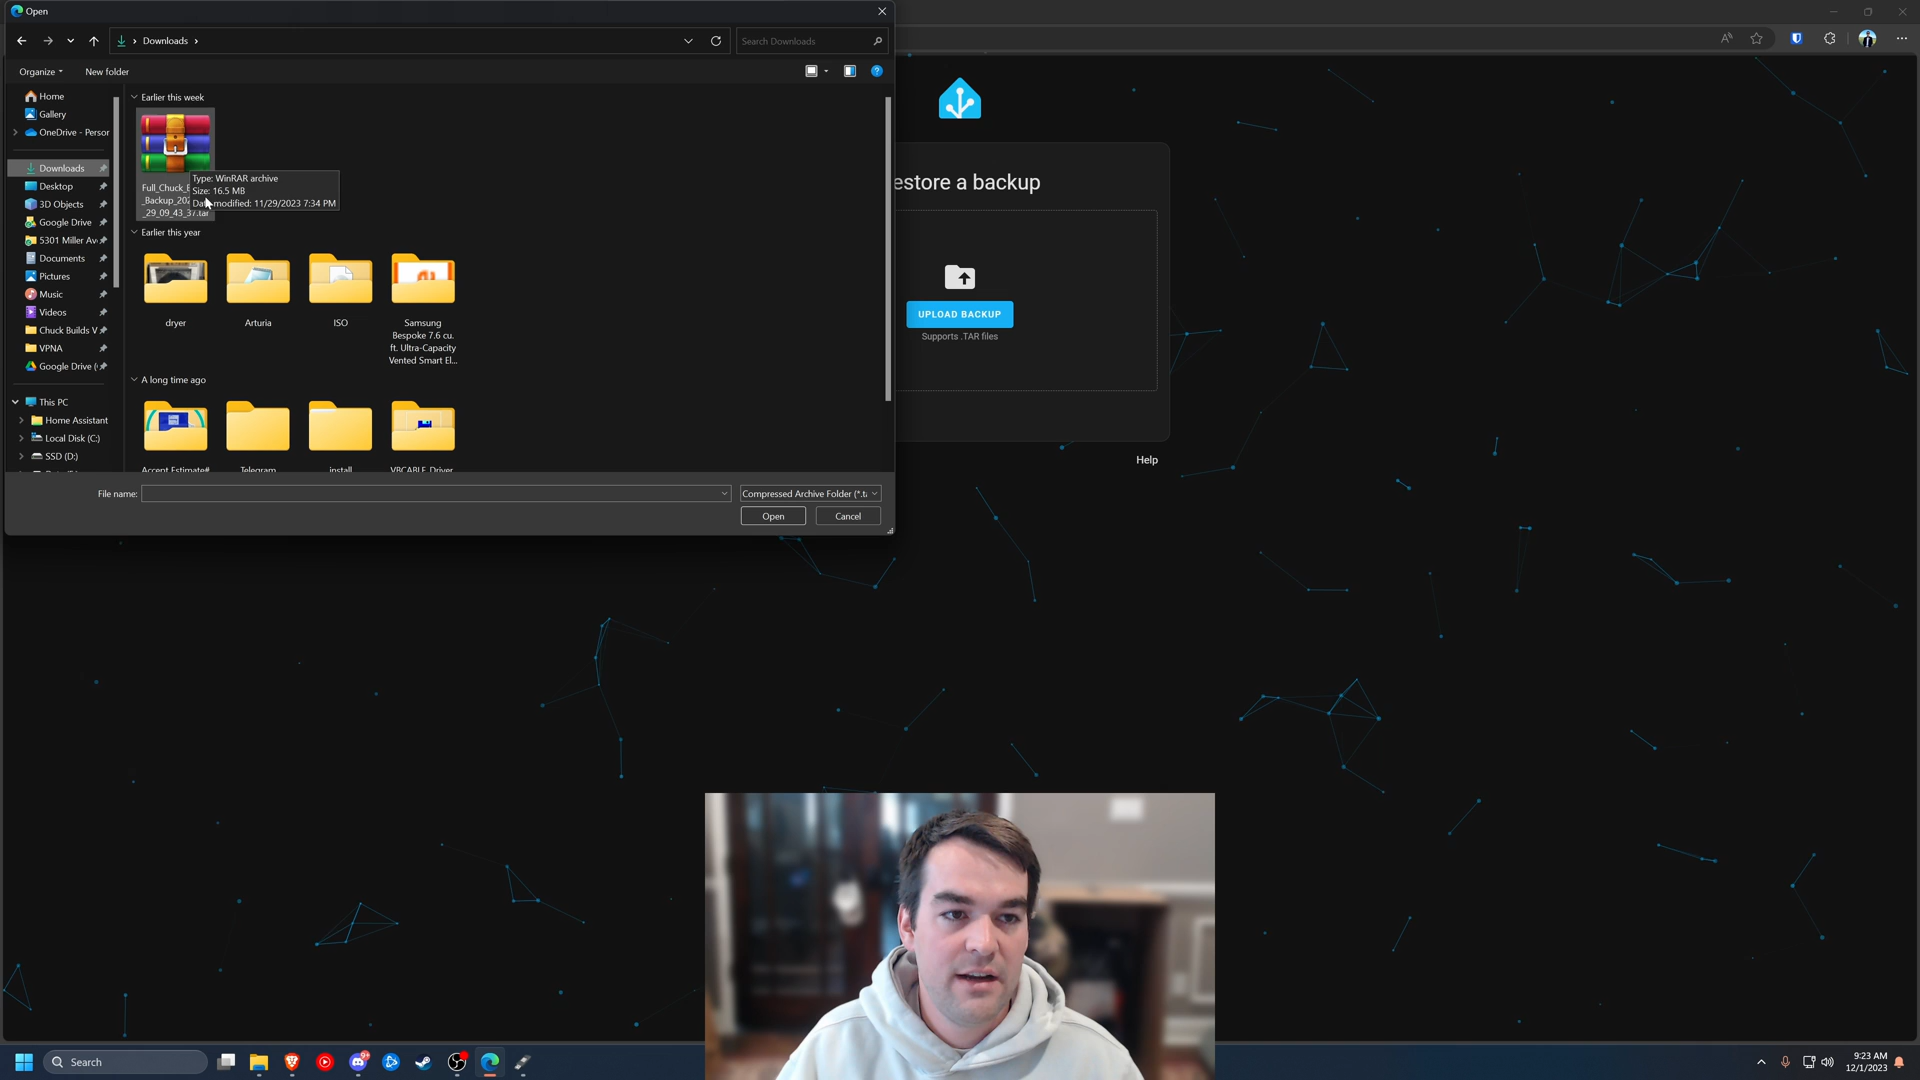 Open
Downloads
Search Downloads
Organize
New folder
Home
Gallery
OneDrive - Persor
Downloads
Desktop
3D Objects
Google Drive
5301 Miller Av
Documents
Pictures
Music
Videos
Chuck Builds V
VPNA
Google Drive (
This PC
Home Assistant
Local Disk (C:)
SSD (D:)
Earlier this week
Full_Chuck_
_Backup_202
_29_09_43_37.tar
Type: WinRAR archive
Size: 16.5 MB
Date modified: 11/29/2023 7:34 PM
Earlier this year
dryer
Arturia
ISO
Samsung
Bespoke 7.6 cu.
ft. Ultra-Capacity
Vented Smart El...
A long time ago
Accent Estimate#
Telegram
install
VBCABLE_Driver
File name:
Compressed Archive Folder (*.t
Open
Cancel
estore a backup
UPLOAD BACKUP
Supports .TAR files
Help
Search
9+
9:23 AM
12/1/2023